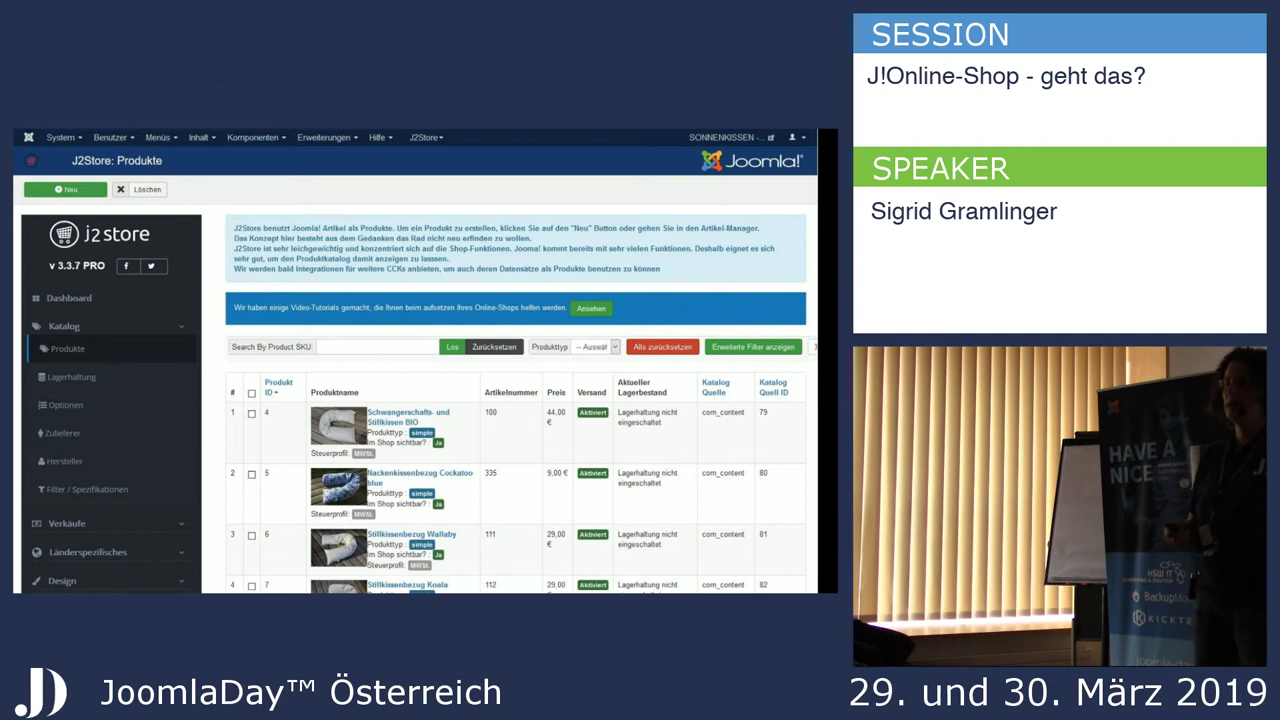 SESSION
J!Online-Shop - geht das?
SPEAKER
Sigrid Gramlinger
System Benutzer Menüs Inhalt Komponenten Erweiterungen Hilfe J2Store SONNENKISSEN -...
J2Store: Produkte Joomla!®
Neu Löschen
j2store
v 3.3.7 PRO
Dashboard
Katalog
Produkte
Lagerhaltung
Optionen
Zulieferer
Hersteller
Filter / Spezifikationen
Verkäufe
Länderspezifisches
Design
J2Store benutzt Joomla! Artikel als Produkte. Um ein Produkt zu erstellen, klicken Sie auf den "Neu" Button oder gehen Sie in den Artikel-Manager.
Das Konzept hier besteht aus dem Gedanken das Rad nicht neu erfinden zu wollen.
J2Store ist sehr leichgewichtig und konzentriert sich auf die Shop-Funktionen. Jooma! kommt bereits mit sehr vielen Funktionen. Deshalb eignet es sich
sehr gut, um den Produktkatalog damit anzeigen zu lasssen.
Wir werden bald Integrationen für weitere CCKs anbieten, um auch deren Datensätze als Produkte benutzen zu können
Wir haben einige Video-Tutorials gemacht, die Ihnen beim aufsetzen Ihres Online-Shops helfen werden. Ansehen
Search By Product SKU: Los Zurücksetzen Produkttyp -- Auswäl Alls zurücksetzen Erweiterte Filter anzeigen
# Produkt ID Produktname Artikelnummer Preis Versand Aktueller Lagerbestand Katalog Quelle Katalog Quell ID
1 4 Schwangerschafts- und Stillkissen BIO 100 44,00 € Aktiviert Lagerhaltung nicht eingeschaltet com_content 79
Produkttyp : simple
Im Shop sichtbar? : Ja
Steuerprofil: MWSt.
2 5 Nackenkissenbezug Cockatoo blue 335 9,00 € Aktiviert Lagerhaltung nicht eingeschaltet com_content 80
Produkttyp : simple
Im Shop sichtbar? : Ja
Steuerprofil: MWSt.
3 6 Stillkissenbezug Wallaby 111 29,00 € Aktiviert Lagerhaltung nicht eingeschaltet com_content 81
Produkttyp : simple
Im Shop sichtbar? : Ja
Steuerprofil: MWSt.
4 7 Stillkissenbezug Koala 112 29,00 Aktiviert Lagerhaltung nicht com_content 82
HAVE A
NICE
JoomlaDay™ Österreich
29. und 30. März 2019